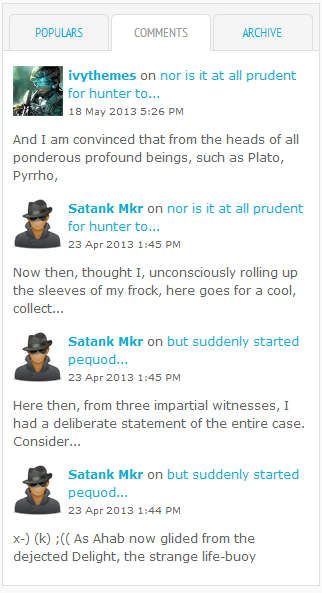 POPULARS COMMENTS ARCHIVE
ivythemes on nor is it at all prudent
for hunter to...
18 May 2013 5:26 PM
And I am convinced that from the heads of all
ponderous profound beings, such as Plato,
Pyrrho,
Satank Mkr on nor is it at all prudent
for hunter to...
23 Apr 2013 1:45 PM
Now then, thought I, unconsciously rolling up
the sleeves of my frock, here goes for a cool,
collect...
Satank Mkr on but suddenly started
pequod...
23 Apr 2013 1:45 PM
Here then, from three impartial witnesses, I
had a deliberate statement of the entire case.
Consider...
Satank Mkr on but suddenly started
pequod...
23 Apr 2013 1:44 PM
x-) (k) ;(( As Ahab now glided from the
dejected Delight, the strange life-buoy